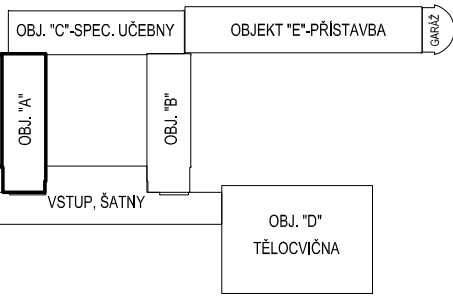 OBJ. "C"-SPEC. UČEBNY
OBJEKT "E"-PŘÍSTAVBA
GARÁŽ
OBJ. "A"
OBJ. "B"
VSTUP, ŠATNY
OBJ. "D"
TĚLOCVIČNA